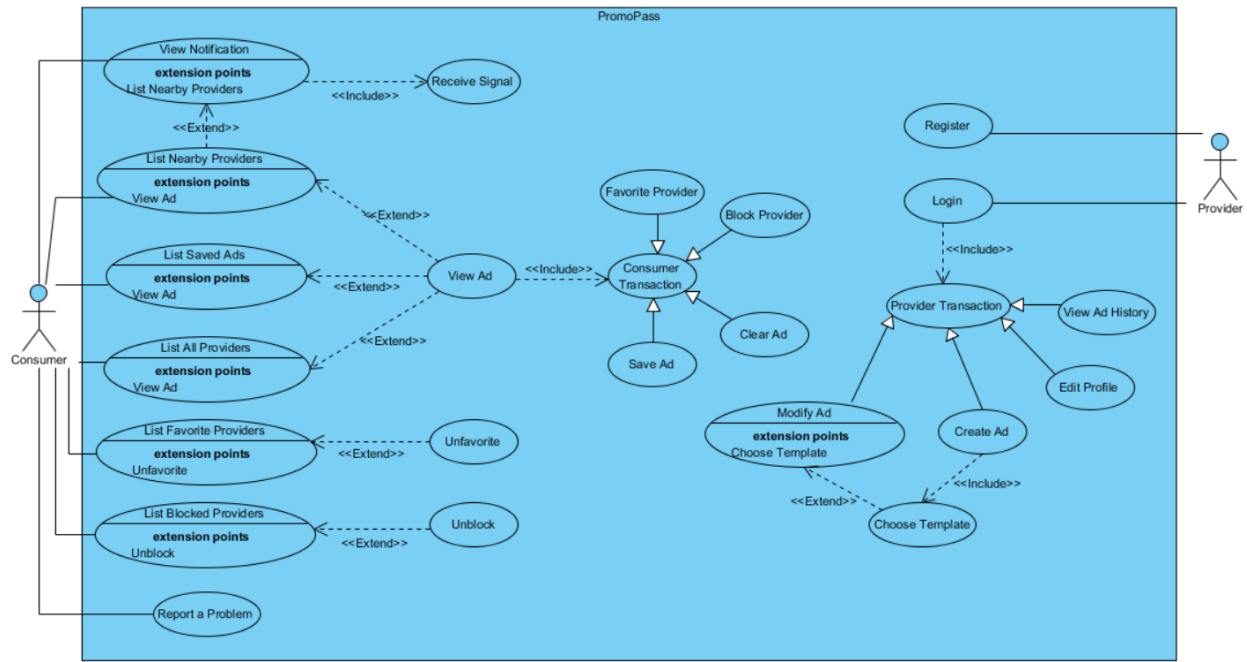 PromoPass
View Notification
extension points
List Nearby Providers
<<Include>>
Receive Signal
<<Extend>>
List Nearby Providers
extension points
View Ad
<<Extend>>
List Saved Ads
extension points
View Ad
<<Extend>>
View Ad
<<Include>>
List All Providers
extension points
View Ad
<<Extend>>
List Favorite Providers
extension points
Unfavorite
<<Extend>>
Unfavorite
List Blocked Providers
extension points
Unblock
<<Extend>>
Unblock
Report a Problem
Consumer
Favorite Provider
Block Provider
Consumer
Transaction
Clear Ad
Save Ad
Register
Login
Provider
<<Include>>
Provider Transaction
View Ad History
Edit Profile
Modify Ad
extension points
Choose Template
Create Ad
<<Include>>
<<Extend>>
Choose Template